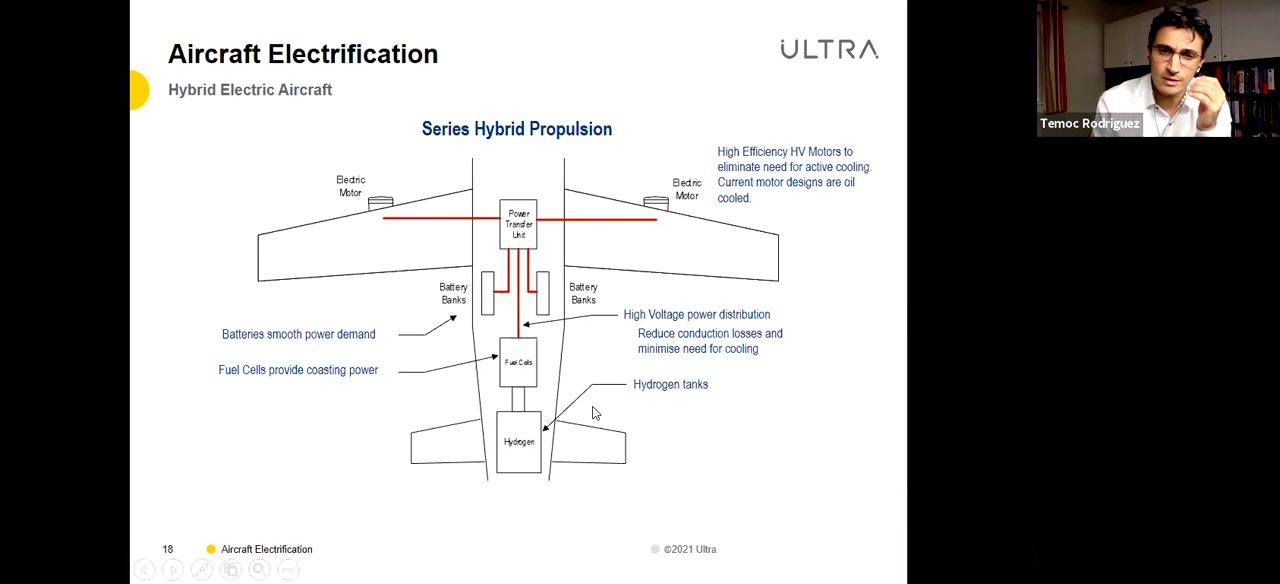 Aircraft Electrification
ULTRA
Hybrid Electric Aircraft
Temoc Rodriguez
Series Hybrid Propulsion
High Efficiency HV Motors to
eliminate need for active cooling.
Current motor designs are oil
cooled.
Electric
Motor
Electric
Motor
Power
Transfer
Unit
Battery
Banks
Battery
Banks
Batteries smooth power demand
High Voltage power distribution
Reduce conduction losses and
minimise need for cooling
Fuel Cells provide coasting power
Fuel Cells
Hydrogen tanks
Hydrogen
18
Aircraft Electrification
©2021 Ultra